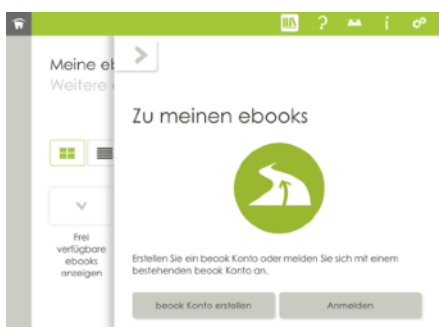 Meine eb
Weitere
Zu meinen ebooks
Frei
verfügbare
ebooks
anzeigen
Erstellen Sie ein beook Konto oder melden Sie sich mit einem
bestehenden beook Konto an.
beook Konto erstellen
Anmelden